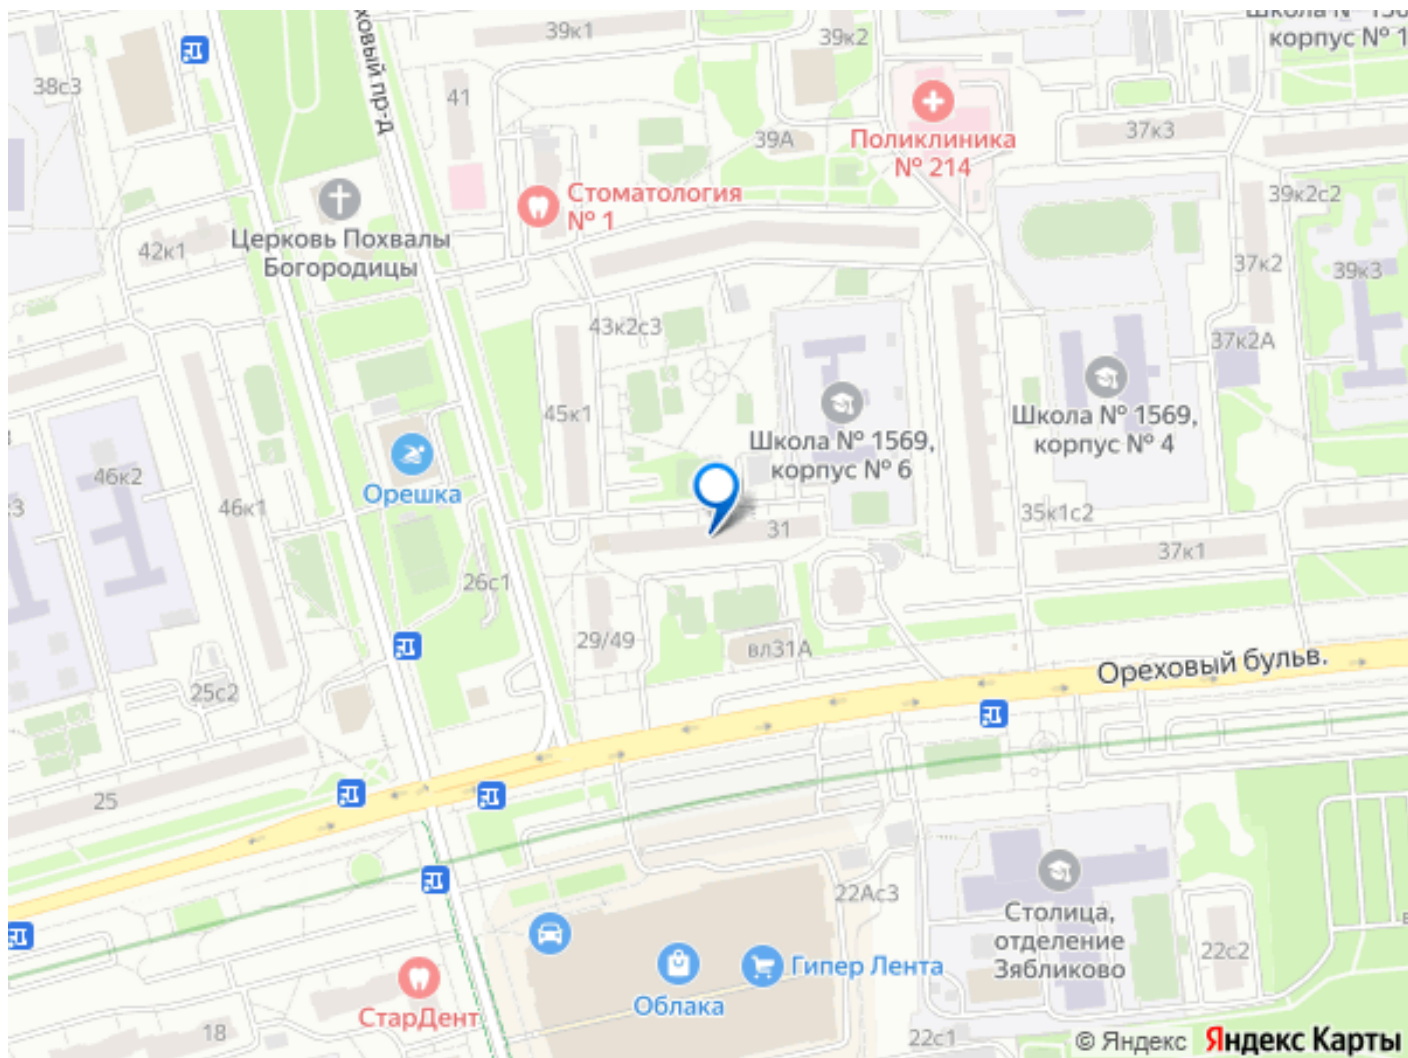 39к1
39к2
корпус № 1
38с3
ховый пр-д
41
39А
Поликлиника
№ 214
37к3
Стоматология
№ 1
39к2с2
Церковь Похвалы
Богородицы
42к1
37к2
39к3
43к2с3
37к2А
45к1
Школа № 1569,
корпус № 6
Школа № 1569,
корпус № 4
46к2
46к1
Орешка
31
35к1с2
37к1
26с1
29/49
вл31А
Ореховый бульв.
25с2
25
22Ас3
Столица,
отделение
Зябликово
22с2
Гипер Лента
Облака
СтарДент
18
22с1
© Яндекс Яндекс Карты